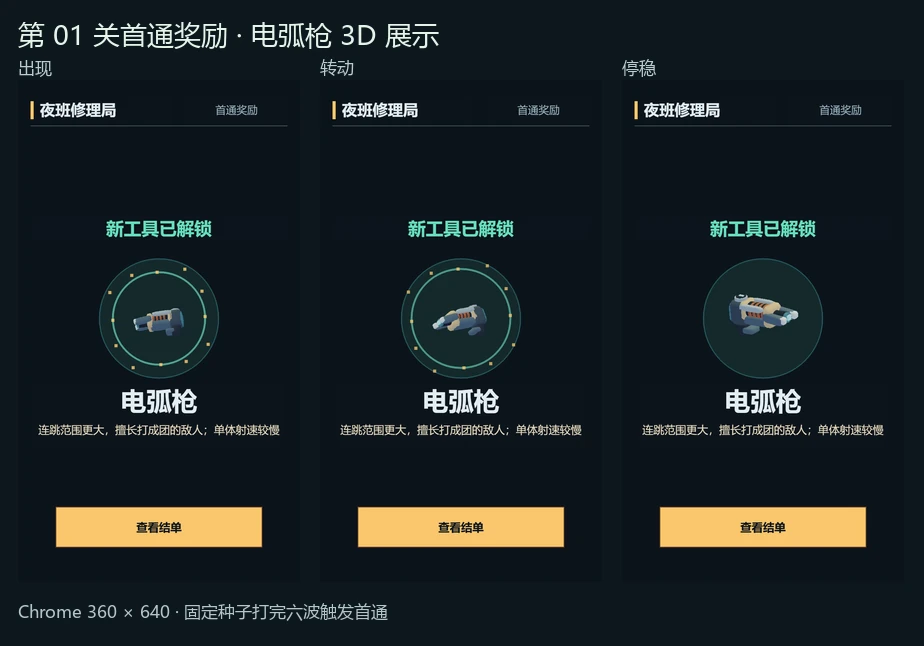 第 01 关首通奖励 · 电弧枪 3D 展示
出现
夜班修理局 首通奖励
新工具已解锁
电弧枪
连跳范围更大，擅长打成团的敌人；单体射速较慢
查看结单
转动
夜班修理局 首通奖励
新工具已解锁
电弧枪
连跳范围更大，擅长打成团的敌人；单体射速较慢
查看结单
停稳
夜班修理局 首通奖励
新工具已解锁
电弧枪
连跳范围更大，擅长打成团的敌人；单体射速较慢
查看结单
Chrome 360 × 640 · 固定种子打完六波触发首通